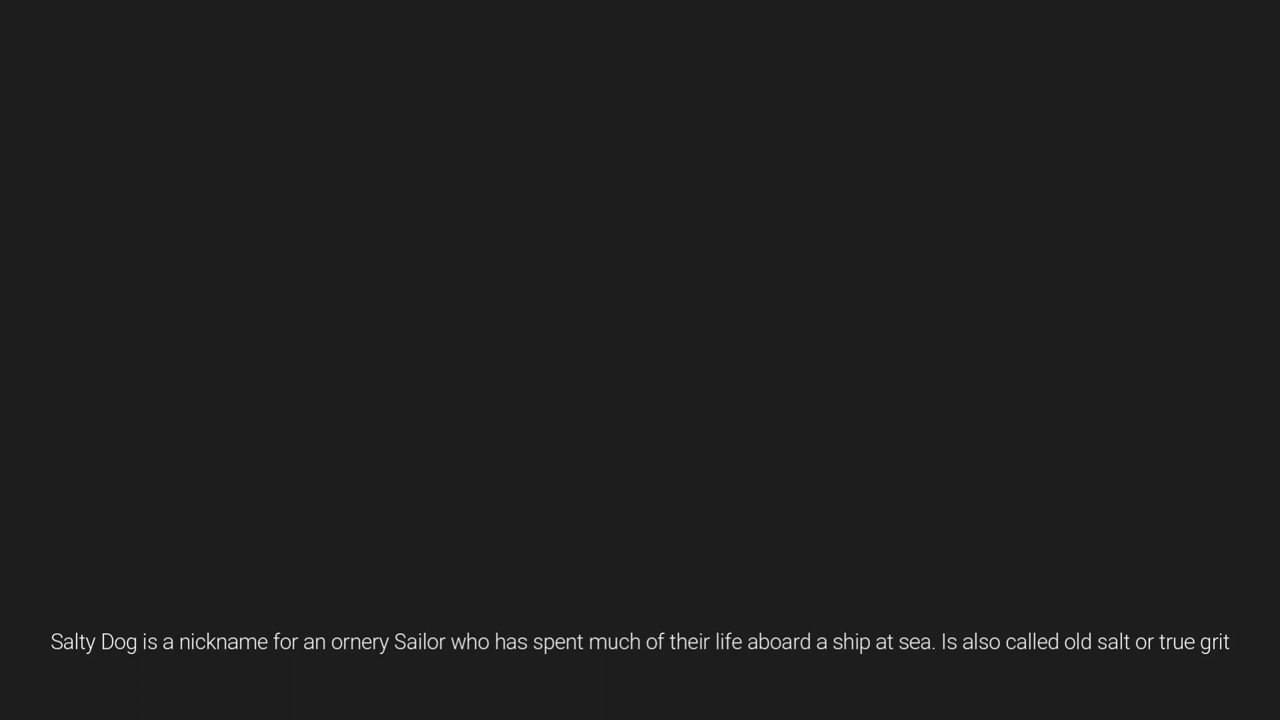 Salty Dog is a nickname for an ornery Sailor who has spent much of their life aboard a ship at sea. Is also called old salt or true grit